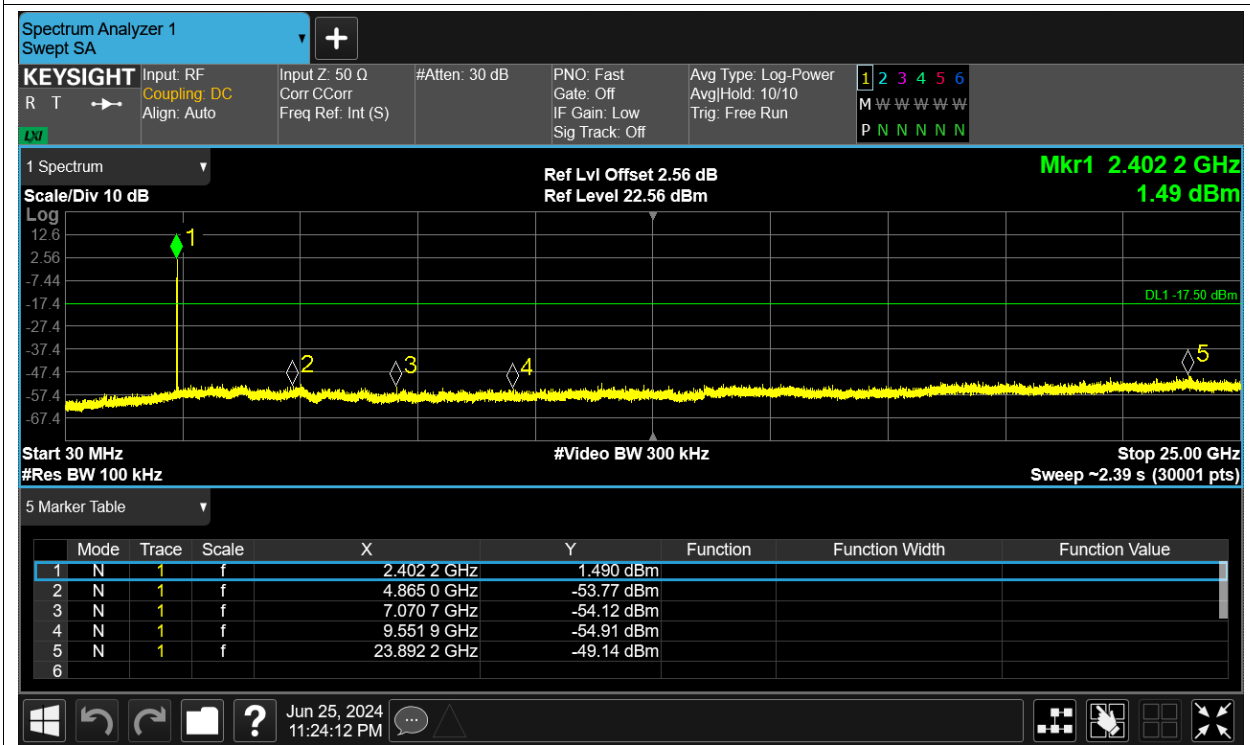 Spectrum Analyzer 1
Swept SA
+
KEYSIGHT Input: RF Input Z: 50 Ω #Atten: 30 dB PNO: Fast Avg Type: Log-Power 1 2 3 4 5 6
R T Coupling: DC Corr CCorr Gate: Off Avg|Hold: 10/10 M W W W W W
Align: Auto Freq Ref: Int (S) IF Gain: Low Trig: Free Run
LXI Sig Track: Off P N N N N N
1 Spectrum Ref Lvl Offset 2.56 dB Mkr1 2.402 2 GHz
Scale/Div 10 dB Ref Level 22.56 dBm 1.49 dBm
Log
12.6
1
2.56
-7.44
-17.4 DL1 -17.50 dBm
-27.4
-37.4
2 3 4 5
-47.4
-57.4
-67.4
Start 30 MHz #Video BW 300 kHz Stop 25.00 GHz
#Res BW 100 kHz Sweep ~2.39 s (30001 pts)
5 Marker Table
Mode Trace Scale X Y Function Function Width Function Value
1 N 1 f 2.402 2 GHz 1.490 dBm
2 N 1 f 4.865 0 GHz -53.77 dBm
3 N 1 f 7.070 7 GHz -54.12 dBm
4 N 1 f 9.551 9 GHz -54.91 dBm
5 N 1 f 23.892 2 GHz -49.14 dBm
6
? Jun 25, 2024
11:24:12 PM